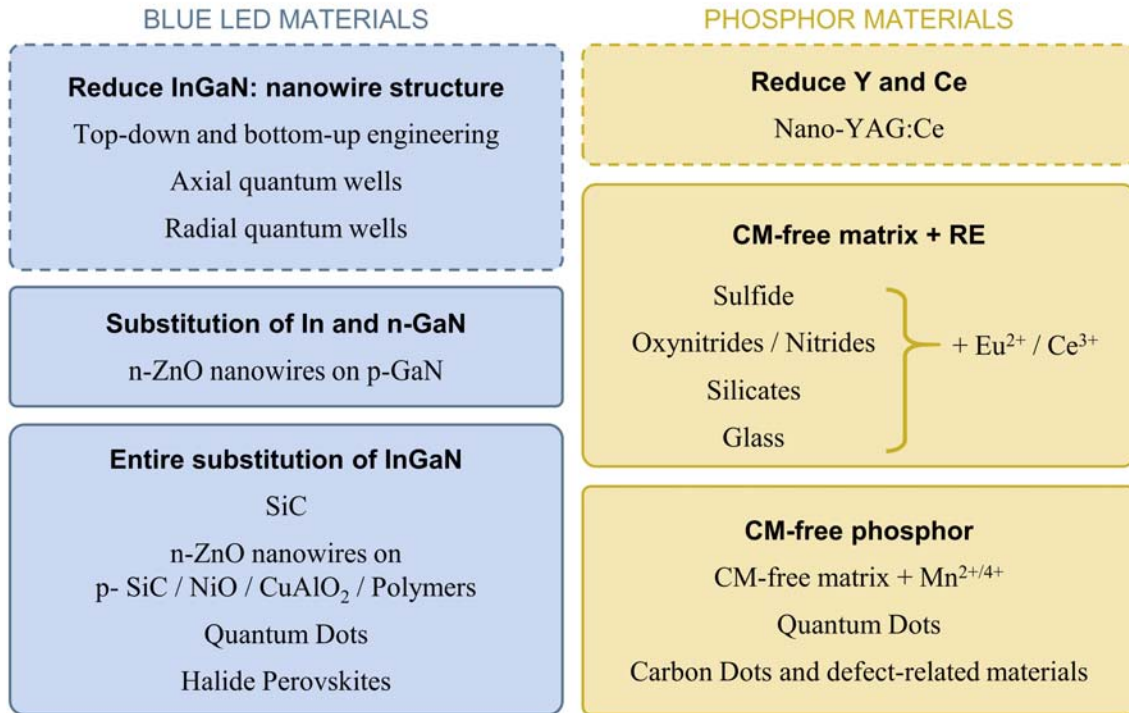 BLUE LED MATERIALS
Reduce InGaN: nanowire structure
Top-down and bottom-up engineering
Axial quantum wells
Radial quantum wells
Substitution of In and n-GaN
n-ZnO nanowires on p-GaN
Entire substitution of InGaN
SiC
n-ZnO nanowires on
p- SiC / NiO / CuAlO₂ / Polymers
Quantum Dots
Halide Perovskites
PHOSPHOR MATERIALS
Reduce Y and Ce
Nano-YAG:Ce
CM-free matrix + RE
Sulfide
Oxynitrides / Nitrides
Silicates
Glass
+ Eu²⁺ / Ce³⁺
CM-free phosphor
CM-free matrix + Mn²⁺/⁴⁺
Quantum Dots
Carbon Dots and defect-related materials